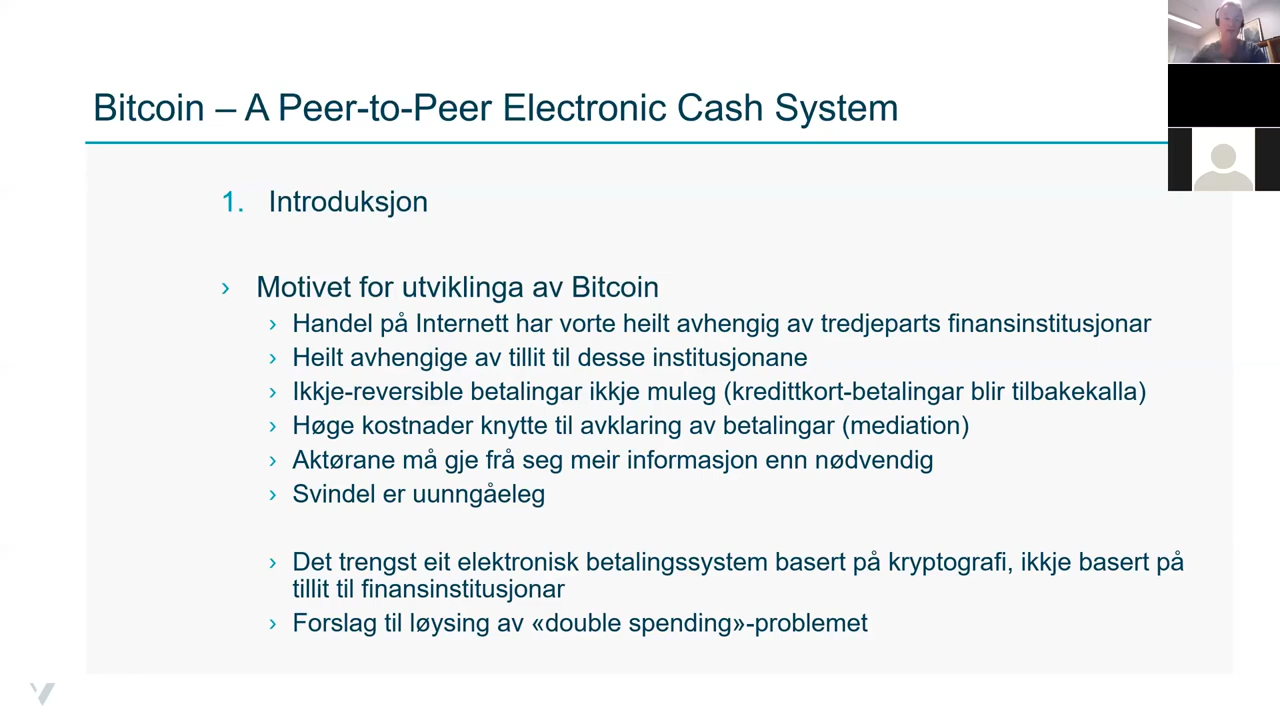 Bitcoin – A Peer-to-Peer Electronic Cash System
1. Introduksjon
› Motivet for utviklinga av Bitcoin
› Handel på Internett har vorte heilt avhengig av tredjeparts finansinstitusjonar
› Heilt avhengige av tillit til desse institusjonane
› Ikkje-reversible betalingar ikkje muleg (kredittkort-betalingar blir tilbakekalla)
› Høge kostnader knytte til avklaring av betalingar (mediation)
› Aktørane må gje frå seg meir informasjon enn nødvendig
› Svindel er uunngåeleg
› Det trengst eit elektronisk betalingssystem basert på kryptografi, ikkje basert på
tillit til finansinstitusjonar
› Forslag til løysing av «double spending»-problemet